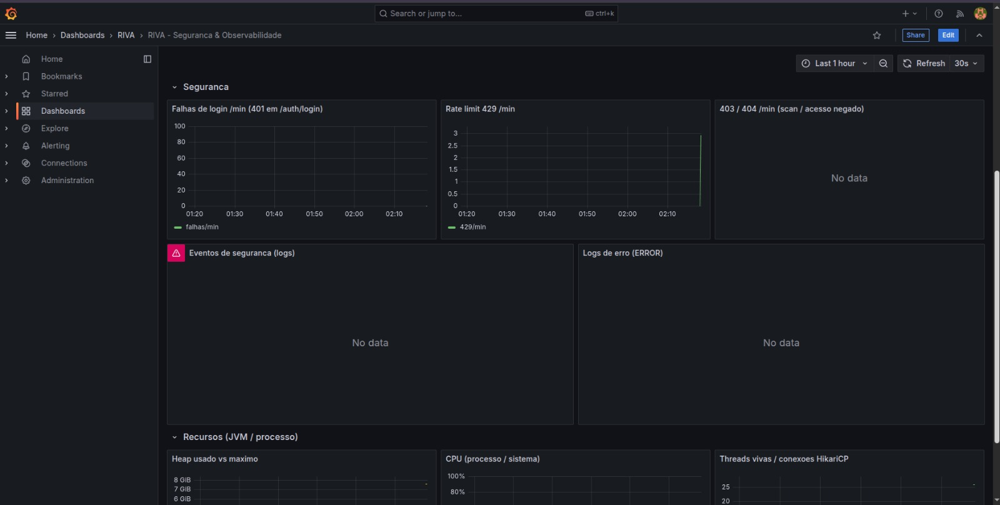 Search or jump to...
ctrl+k
Home › Dashboards › RIVA › RIVA - Seguranca & Observabilidade
Share
Edit
Home
Bookmarks
Starred
Dashboards
Explore
Alerting
Connections
Administration
Last 1 hour
Refresh
30s
Seguranca
Falhas de login /min (401 em /auth/login)
100
80
60
40
20
0
01:20 01:30 01:40 01:50 02:00 02:10
falhas/min
Rate limit 429 /min
3
2.5
2
1.5
1
0.5
0
01:20 01:30 01:40 01:50 02:00 02:10
429/min
403 / 404 /min (scan / acesso negado)
No data
Eventos de seguranca (logs)
No data
Logs de erro (ERROR)
No data
Recursos (JVM / processo)
Heap usado vs maximo
8 GiB
7 GiB
6 GiB
CPU (processo / sistema)
100%
80%
Threads vivas / conexoes HikariCP
25
20